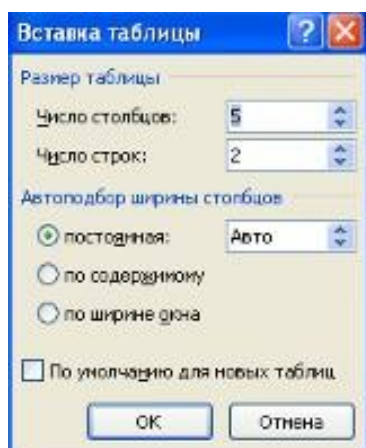 Вставка таблицы
Размер таблицы
Число столбцов: 5
Число строк: 2
Автоподбор ширины столбцов
постоянная: Авто
по содержимому
по ширине окна
По умолчанию для новых таблиц
ОК Отмена